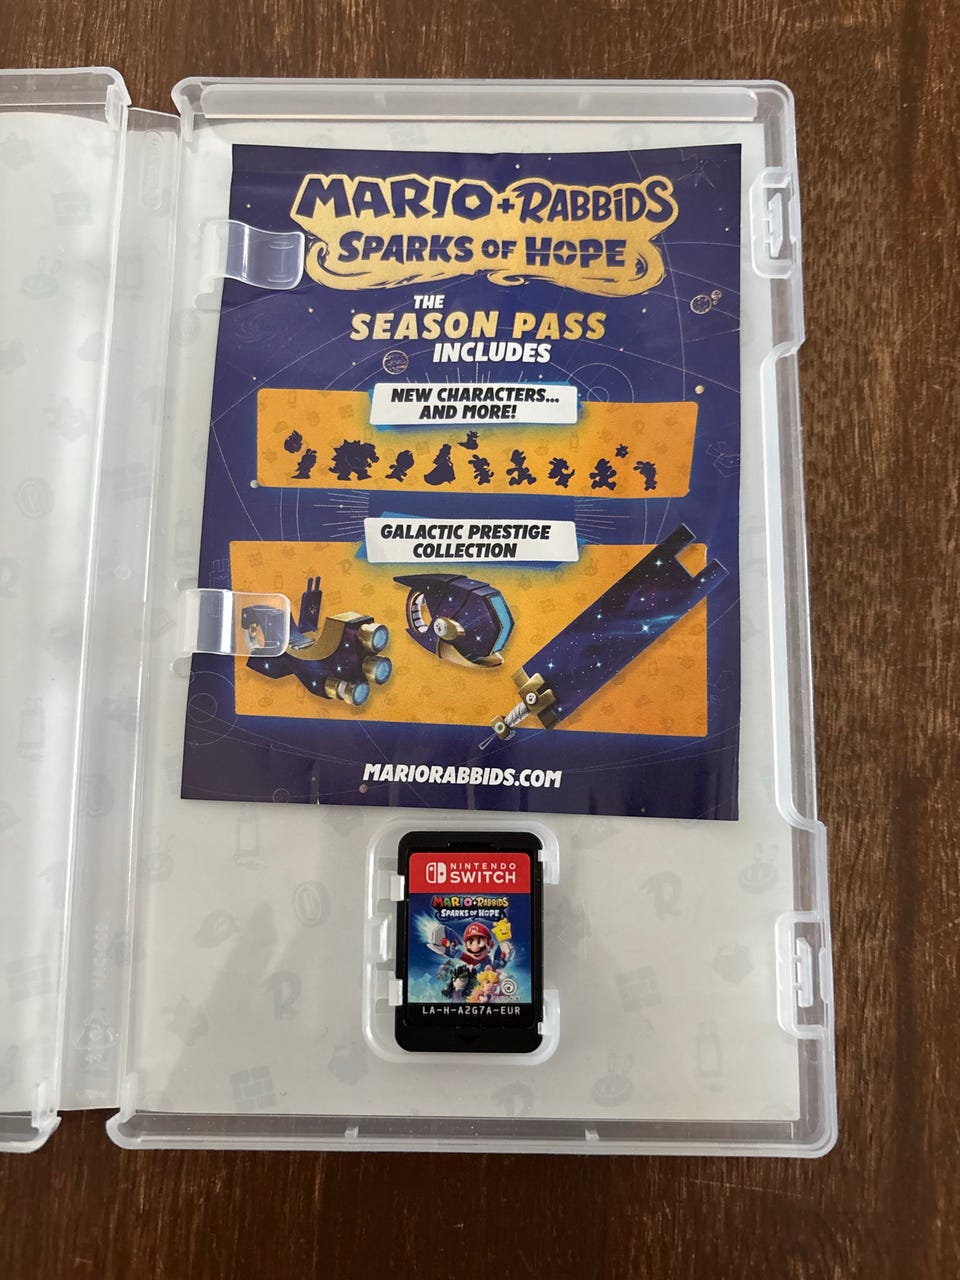 MARIO+RABBIDS
SPARKS OF HOPE
THE
SEASON PASS
INCLUDES
NEW CHARACTERS...
AND MORE!
GALACTIC PRESTIGE
COLLECTION
MARIORABBIDS.COM
NINTENDO
SWITCH
MARIO+RABBIDS
SPARKS OF HOPE
UBISOFT
LA-H-A2G7A-EUR